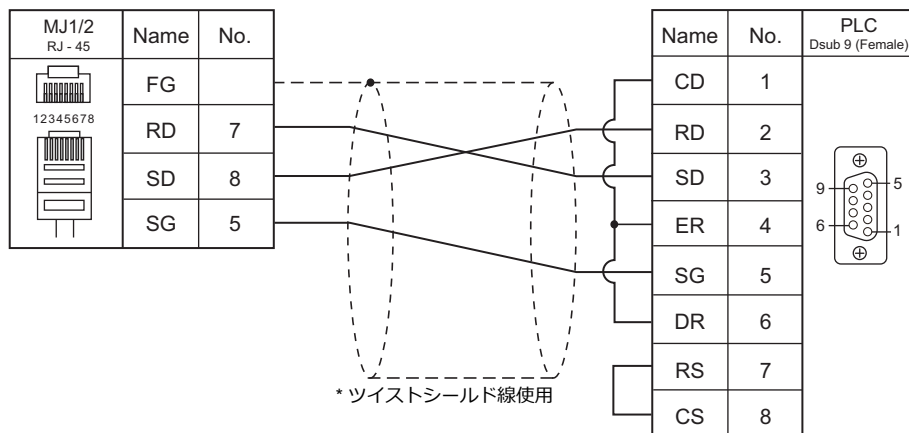 MJ1/2
RJ - 45
Name No.
FG
RD 7
SD 8
SG 5
12345678
* ツイストシールド線使用
Name No.
PLC
Dsub 9 (Female)
CD 1
RD 2
SD 3
ER 4
SG 5
DR 6
RS 7
CS 8
9 5
6 1